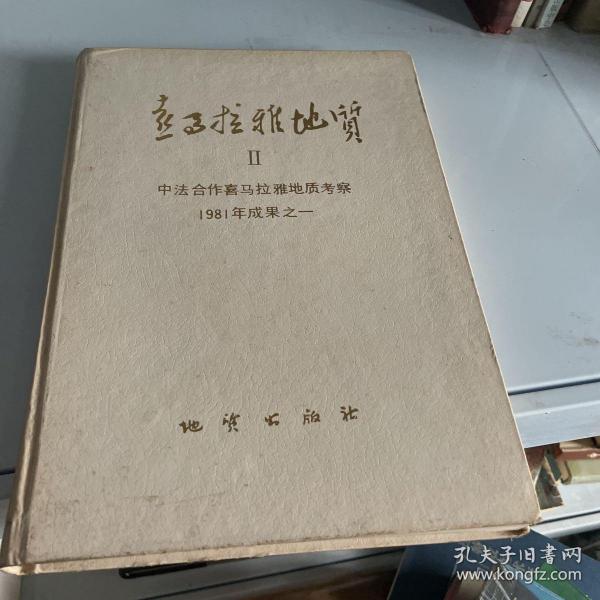 喜马拉雅地質
II
中法合作喜马拉雅地质考察
1981年成果之一
地质出版社
孔夫子旧书网
www.kongfz.com